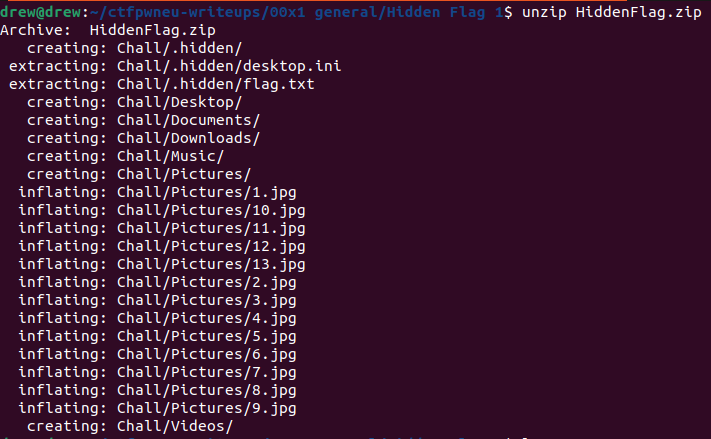 drew@drew:~/ctfpwneu-writeups/00x1 general/Hidden Flag 1$ unzip HiddenFlag.zip
Archive:  HiddenFlag.zip
   creating: Chall/.hidden/
 extracting: Chall/.hidden/desktop.ini
 extracting: Chall/.hidden/flag.txt
   creating: Chall/Desktop/
   creating: Chall/Documents/
   creating: Chall/Downloads/
   creating: Chall/Music/
   creating: Chall/Pictures/
  inflating: Chall/Pictures/1.jpg
  inflating: Chall/Pictures/10.jpg
  inflating: Chall/Pictures/11.jpg
  inflating: Chall/Pictures/12.jpg
  inflating: Chall/Pictures/13.jpg
  inflating: Chall/Pictures/2.jpg
  inflating: Chall/Pictures/3.jpg
  inflating: Chall/Pictures/4.jpg
  inflating: Chall/Pictures/5.jpg
  inflating: Chall/Pictures/6.jpg
  inflating: Chall/Pictures/7.jpg
  inflating: Chall/Pictures/8.jpg
  inflating: Chall/Pictures/9.jpg
   creating: Chall/Videos/